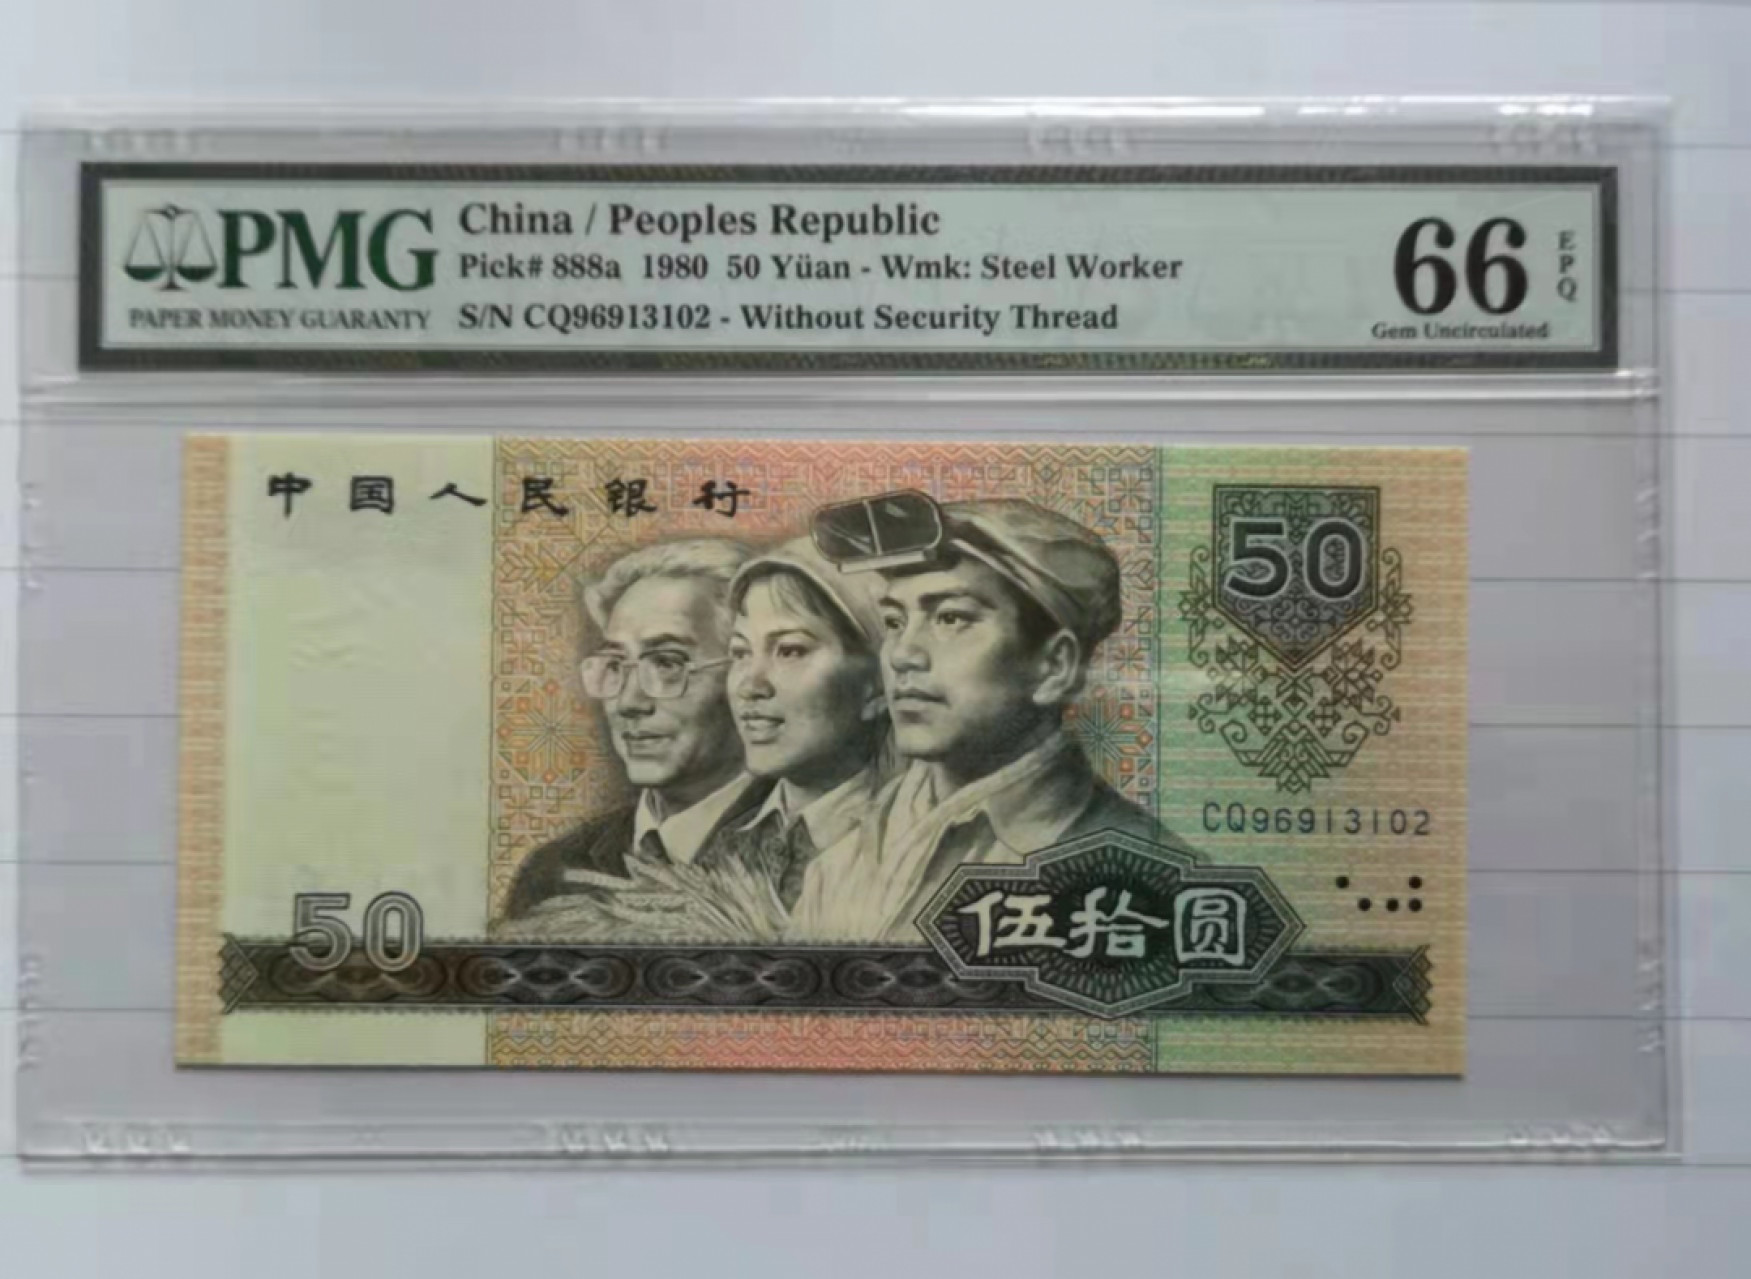 PMG
PAPER MONEY GUARANTY
China / Peoples Republic
Pick# 888a 1980 50 Yüan - Wmk: Steel Worker
S/N CQ96913102 - Without Security Thread
66
EPQ
Gem Uncirculated
中国人民银行
50
CQ96913102
50
伍拾圆